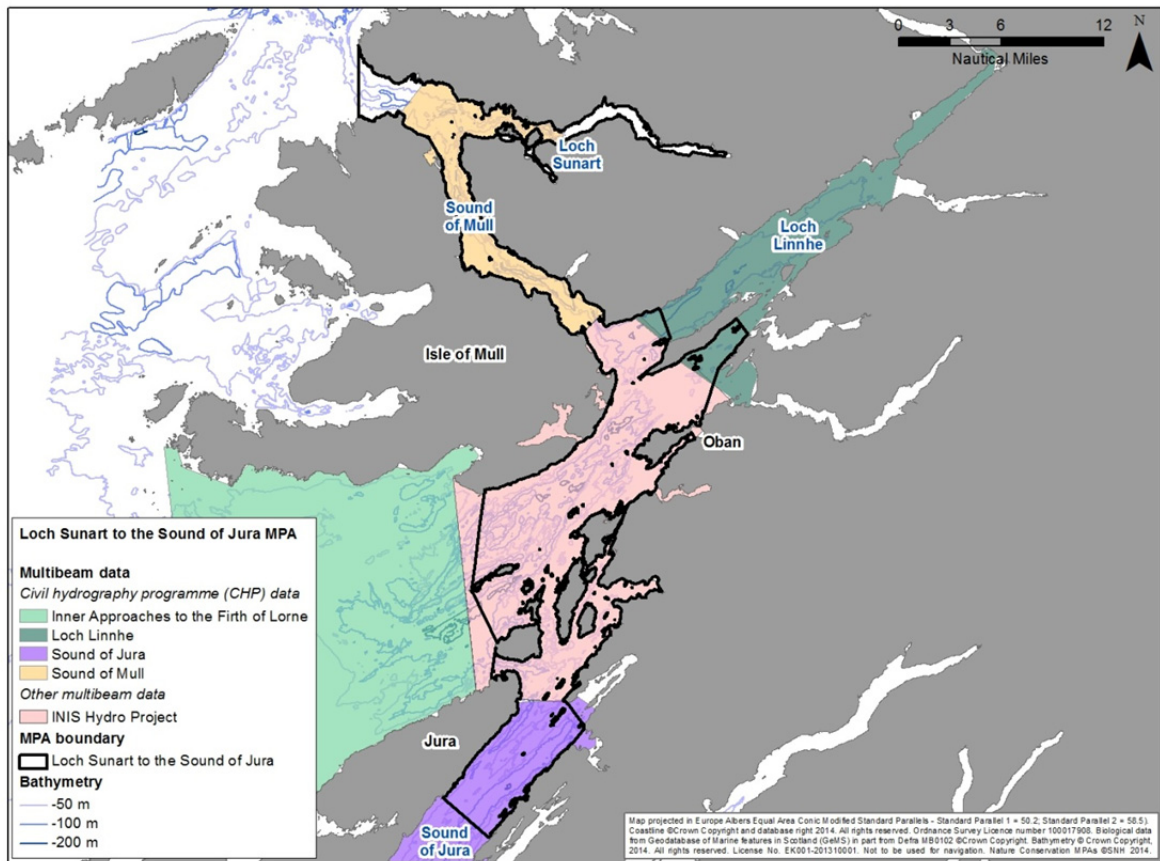 0 3 6 12
Nautical Miles
N
Loch
Sunart
Sound
of Mull
Loch
Linnhe
Isle of Mull
Oban
Jura
Sound
of Jura
Loch Sunart to the Sound of Jura MPA
Multibeam data
Civil hydrography programme (CHP) data
Inner Approaches to the Firth of Lorne
Loch Linnhe
Sound of Jura
Sound of Mull
Other multibeam data
INIS Hydro Project
MPA boundary
Loch Sunart to the Sound of Jura
Bathymetry
-50 m
-100 m
-200 m
Map projected in Europe Albers Equal Area Conic Modified Standard Parallels - Standard Parallel 1 = 50.2; Standard Parallel 2 = 58.5).
Coastline ©Crown Copyright and database right 2014. All rights reserved. Ordnance Survey Licence number 100017908. Biological data
from Geodatabase of Marine features in Scotland (GeMS) in part from Defra MB0102 ©Crown Copyright. Bathymetry © Crown Copyright,
2014. All rights reserved. License No. EK001-201310001. Not to be used for navigation. Nature Conservation MPAs ©SNH 2014.